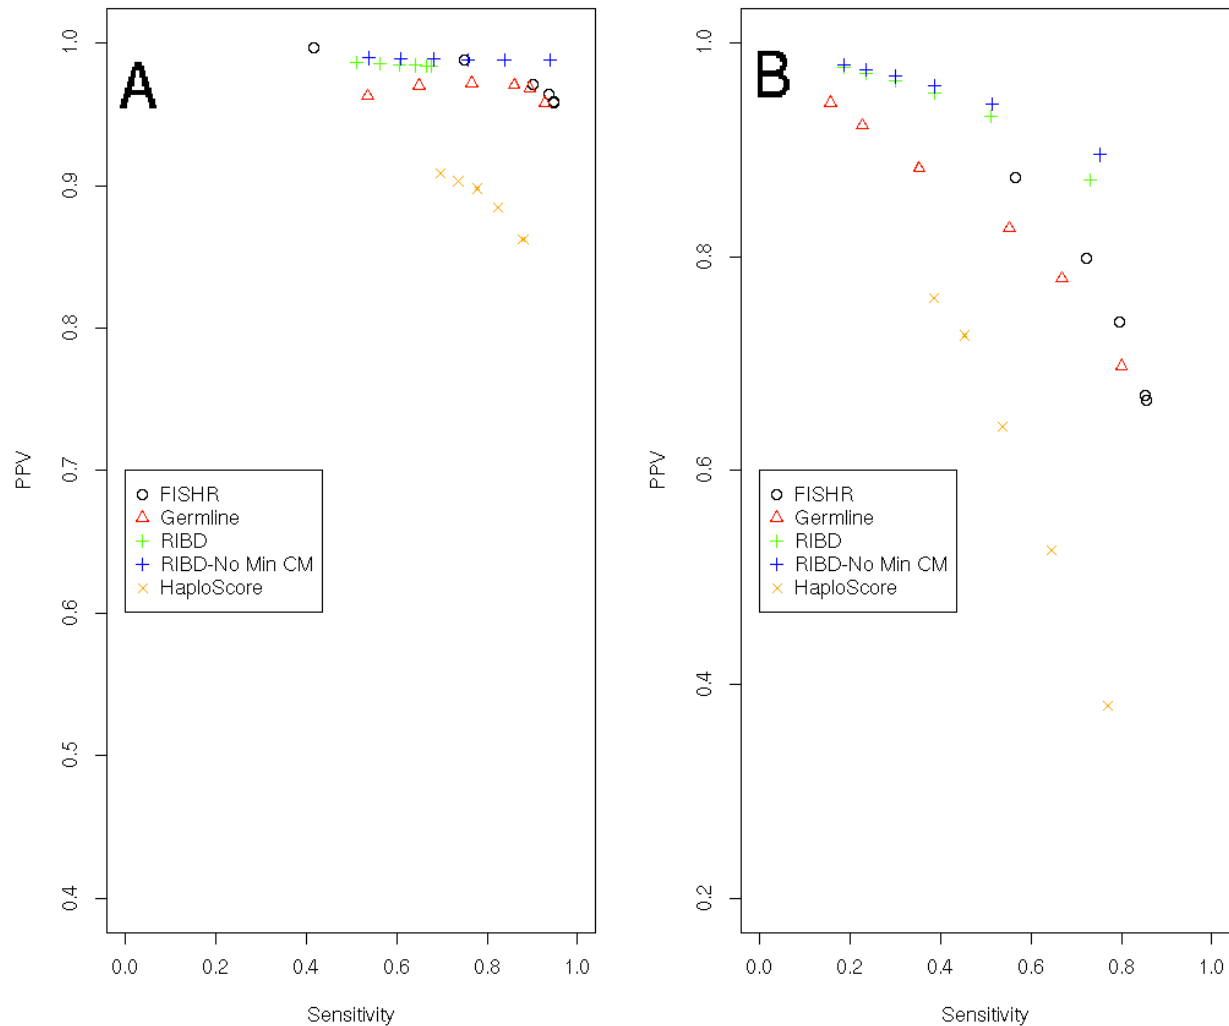 A
1.0
0.9
0.8
0.7
0.6
0.5
0.4
PPV
FISHR
Germline
RIBD
RIBD-No Min CM
HaploScore
0.0 0.2 0.4 0.6 0.8 1.0
Sensitivity
B
1.0
0.8
0.6
0.4
0.2
PPV
FISHR
Germline
RIBD
RIBD-No Min CM
HaploScore
0.0 0.2 0.4 0.6 0.8 1.0
Sensitivity